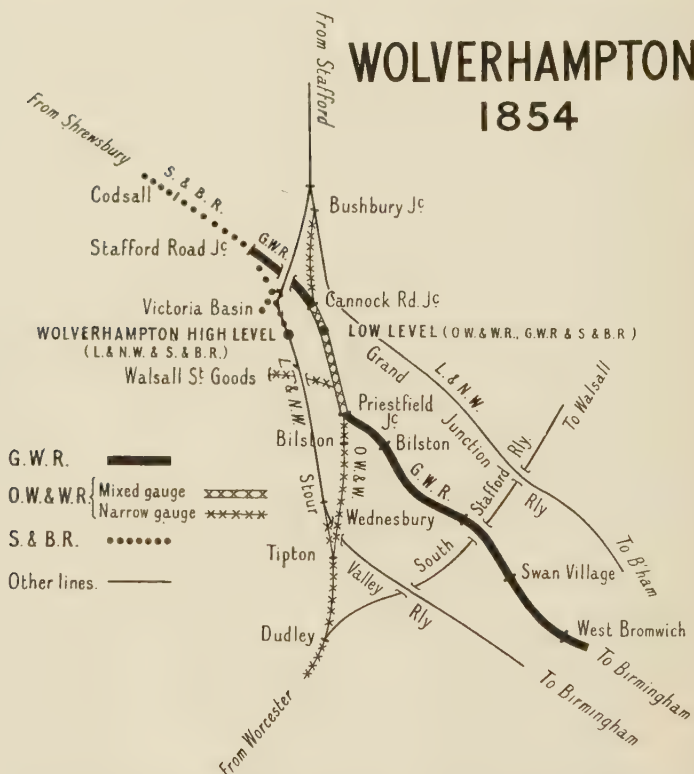 WOLVERHAMPTON
1854
From Stafford
From Shrewsbury
S. & B. R.
Codsall
Bushbury Jc
G.W.R.
Stafford Road Jc
Cannock Rd. Jc
Victoria Basin
WOLVERHAMPTON HIGH LEVEL
(L.& N.W. & S.& B.R.)
LOW LEVEL (O W.& W.R., G.W.R & S & B.R)
Walsall St Goods
L.& N.W.
Grand
Junction
Rly.
L.& N.W.
To Walsall
Priestfield
Jc
Bilston
Bilston
O.W.& W.
G.W.R.
Stafford
Rly
G.W.R.
O.W.& W.R
Mixed gauge
Narrow gauge
S.& B.R.
Other lines.
Stour
Wednesbury
South
To B'ham
Tipton
Valley
Rly
Swan Village
Dudley
West Bromwich
To Birmingham
To Birmingham
From Worcester